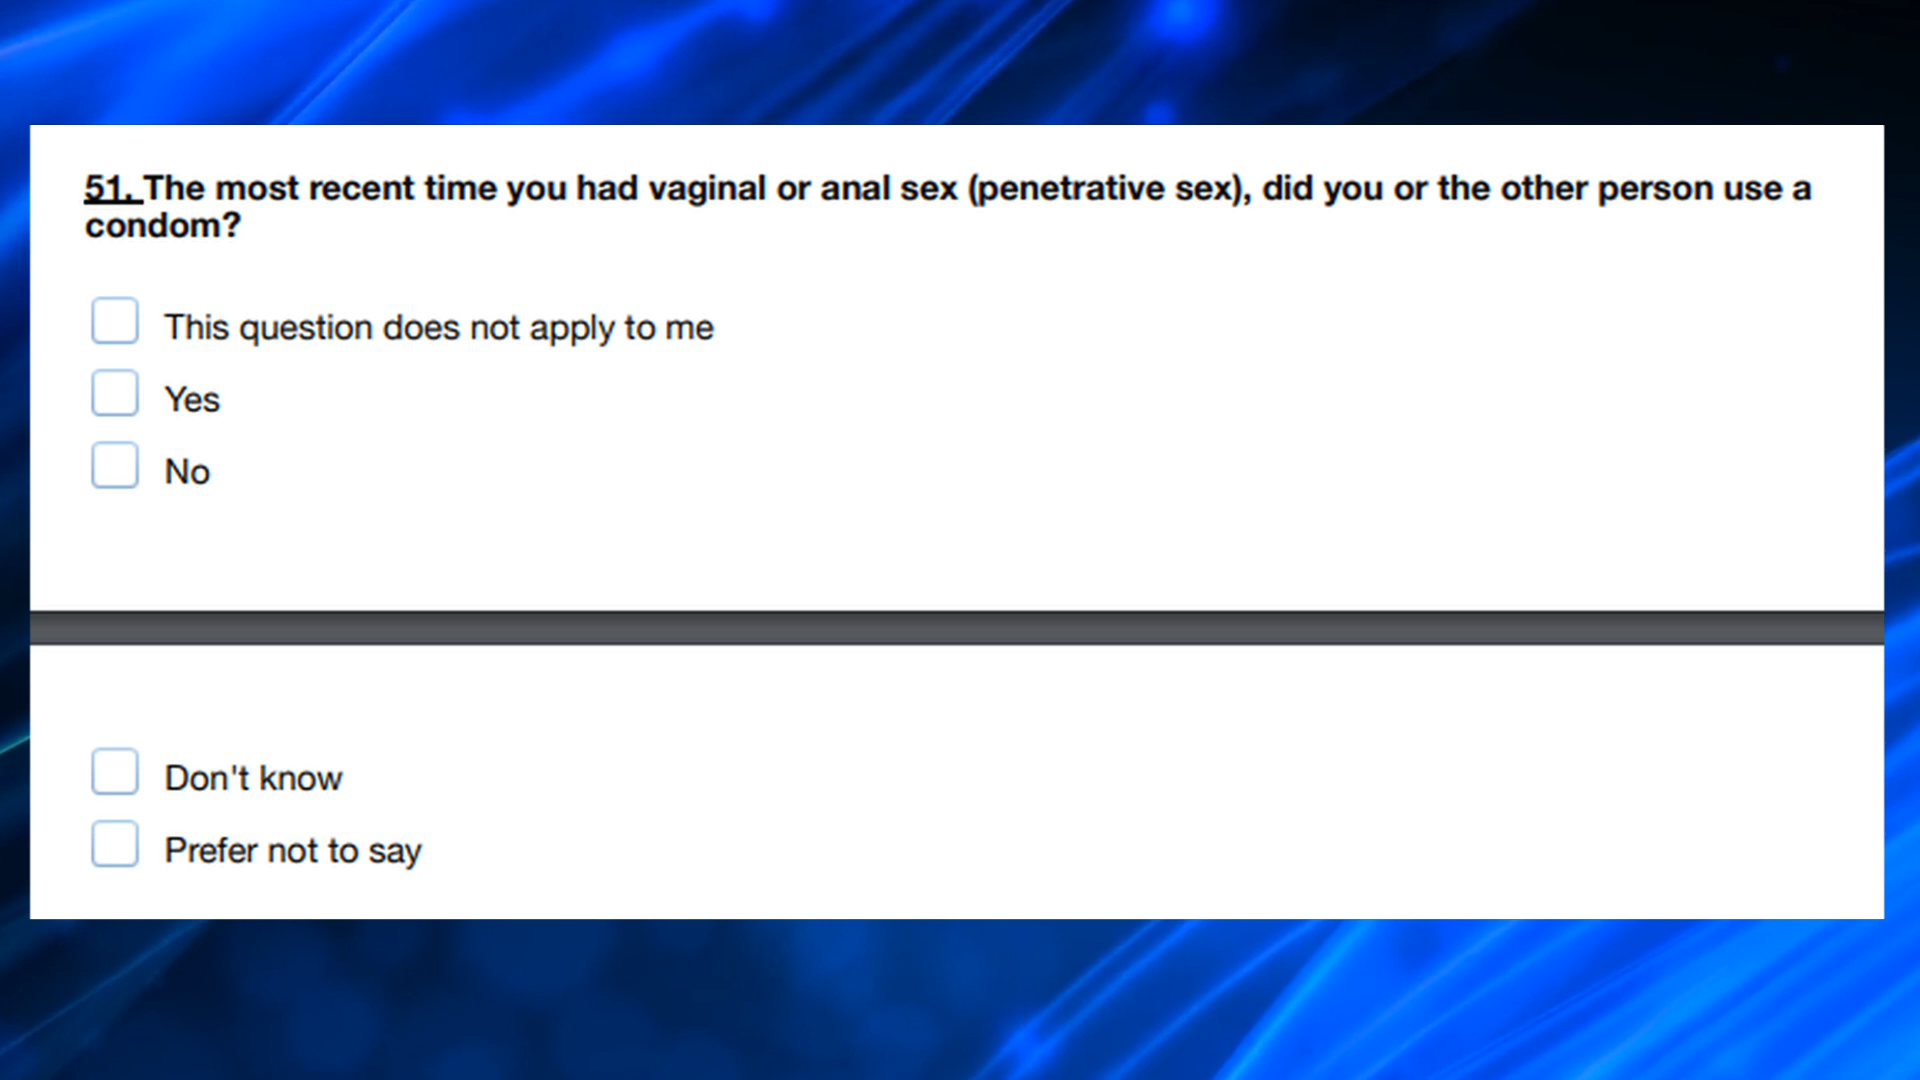 51. The most recent time you had vaginal or anal sex (penetrative sex), did you or the other person use a
condom?
This question does not apply to me
Yes
No
Don't know
Prefer not to say